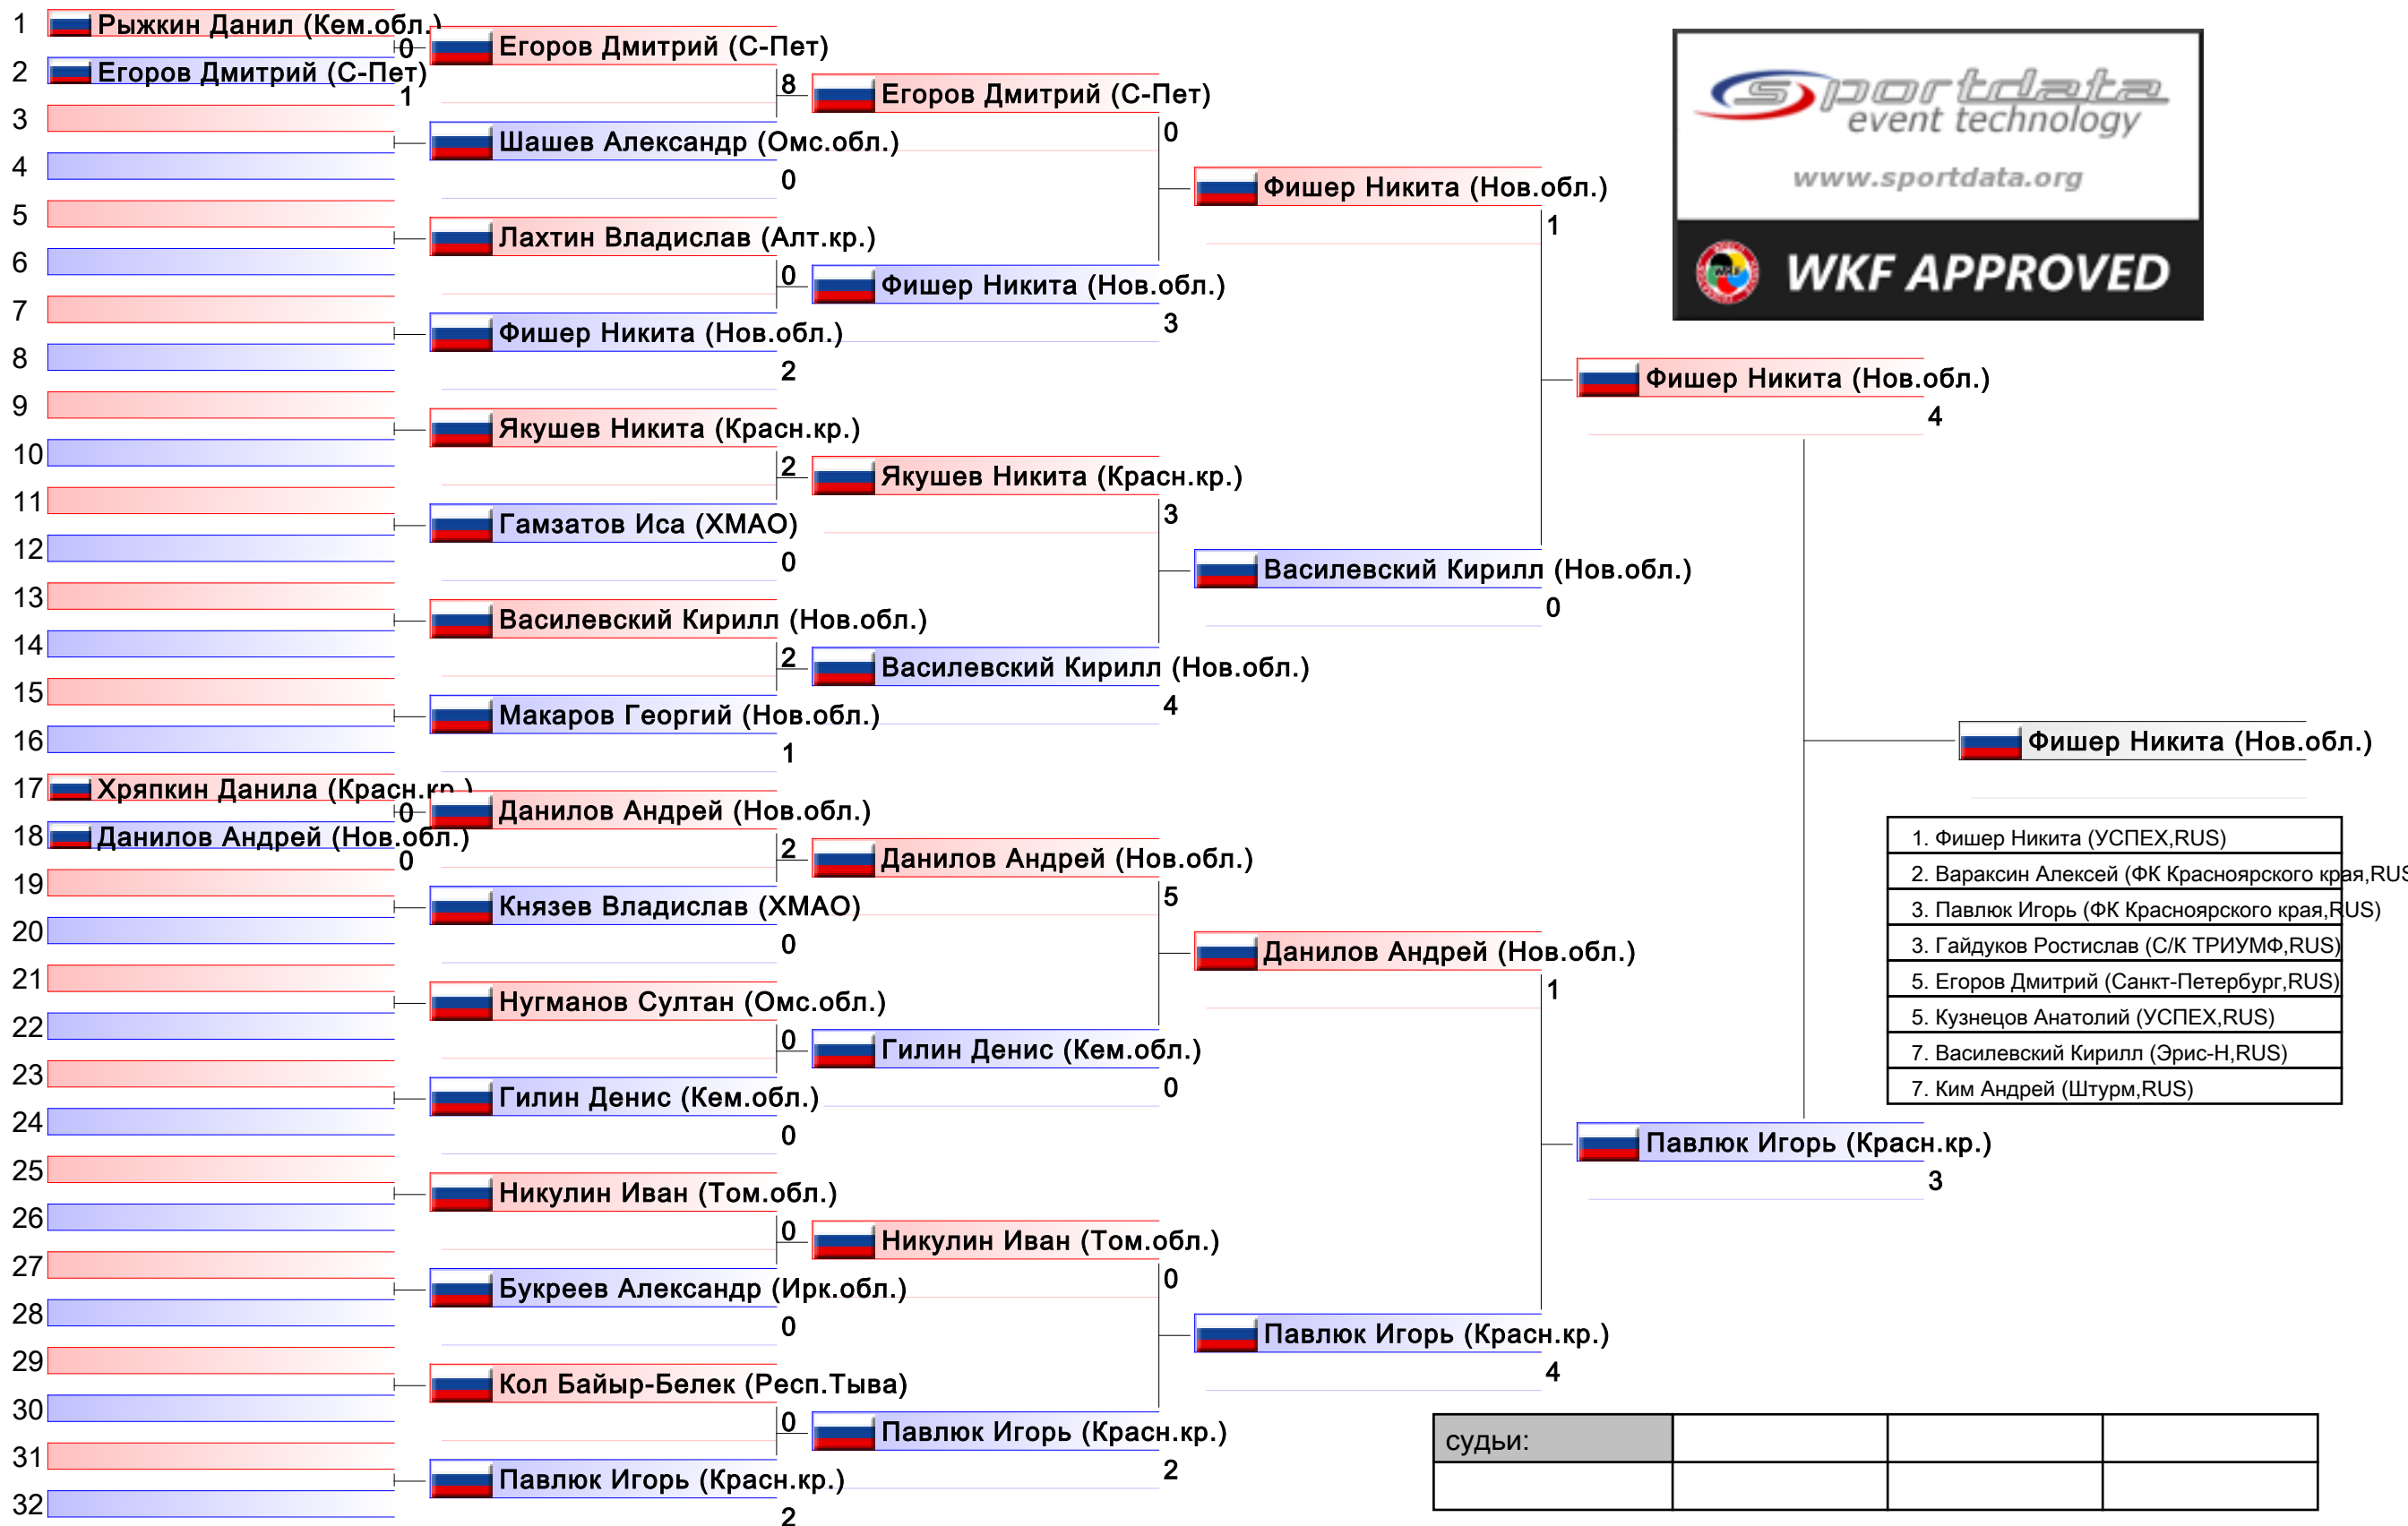 1
Рыжкин Данил (Кем.обл.)
0
2
Егоров Дмитрий (С-Пет)
1
3
4
5
6
7
8
9
10
11
12
13
14
15
16
17
Хряпкин Данила (Красн.кр.)
0
18
Данилов Андрей (Нов.обл.)
0
19
20
21
22
23
24
25
26
27
28
29
30
31
32
Егоров Дмитрий (С-Пет)
8
Шашев Александр (Омс.обл.)
0
Лахтин Владислав (Алт.кр.)
0
Фишер Никита (Нов.обл.)
2
Якушев Никита (Красн.кр.)
2
Гамзатов Иса (ХМАО)
0
Василевский Кирилл (Нов.обл.)
2
Макаров Георгий (Нов.обл.)
1
Данилов Андрей (Нов.обл.)
2
Князев Владислав (ХМАО)
0
Нугманов Султан (Омс.обл.)
0
Гилин Денис (Кем.обл.)
0
Никулин Иван (Том.обл.)
0
Букреев Александр (Ирк.обл.)
0
Кол Байыр-Белек (Респ.Тыва)
0
Павлюк Игорь (Красн.кр.)
2
Егоров Дмитрий (С-Пет)
0
Фишер Никита (Нов.обл.)
3
Якушев Никита (Красн.кр.)
3
Василевский Кирилл (Нов.обл.)
4
Данилов Андрей (Нов.обл.)
5
Гилин Денис (Кем.обл.)
0
Никулин Иван (Том.обл.)
0
Павлюк Игорь (Красн.кр.)
2
Фишер Никита (Нов.обл.)
1
Василевский Кирилл (Нов.обл.)
0
Данилов Андрей (Нов.обл.)
1
Павлюк Игорь (Красн.кр.)
4
Фишер Никита (Нов.обл.)
4
Павлюк Игорь (Красн.кр.)
3
Фишер Никита (Нов.обл.)
sportdata
event technology
www.sportdata.org
WKF
WKF APPROVED
1. Фишер Никита (УСПЕХ,RUS)
2. Вараксин Алексей (ФК Красноярского края,RUS
3. Павлюк Игорь (ФК Красноярского края,RUS)
3. Гайдуков Ростислав (С/К ТРИУМФ,RUS)
5. Егоров Дмитрий (Санкт-Петербург,RUS)
5. Кузнецов Анатолий (УСПЕХ,RUS)
7. Василевский Кирилл (Эрис-Н,RUS)
7. Ким Андрей (Штурм,RUS)
судьи: